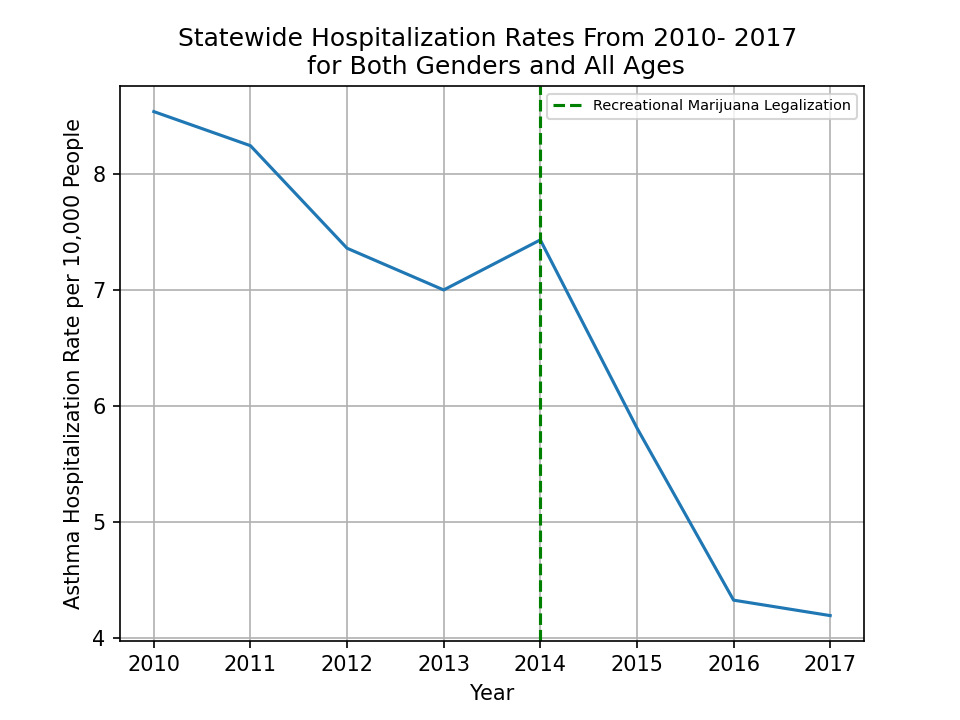 Statewide Hospitalization Rates From 2010- 2017
for Both Genders and All Ages
Recreational Marijuana Legalization
Asthma Hospitalization Rate per 10,000 People
8
7
6
5
4
2010 2011 2012 2013 2014 2015 2016 2017
Year